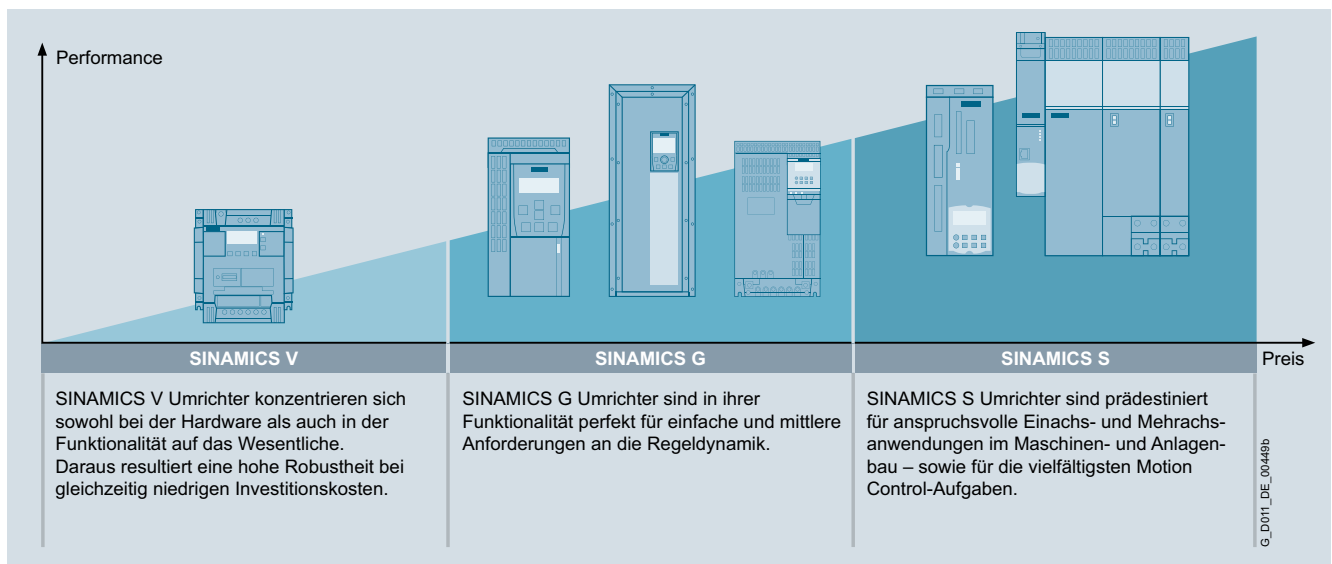 Performance
SINAMICS V
SINAMICS G
SINAMICS S
Preis
SINAMICS V Umrichter konzentrieren sich
sowohl bei der Hardware als auch in der
Funktionalität auf das Wesentliche.
Daraus resultiert eine hohe Robustheit bei
gleichzeitig niedrigen Investitionskosten.
SINAMICS G Umrichter sind in ihrer
Funktionalität perfekt für einfache und mittlere
Anforderungen an die Regeldynamik.
SINAMICS S Umrichter sind prädestiniert
für anspruchsvolle Einachs- und Mehrachs-
anwendungen im Maschinen- und Anlagen-
bau – sowie für die vielfältigsten Motion
Control-Aufgaben.
G_D011_DE_00449b